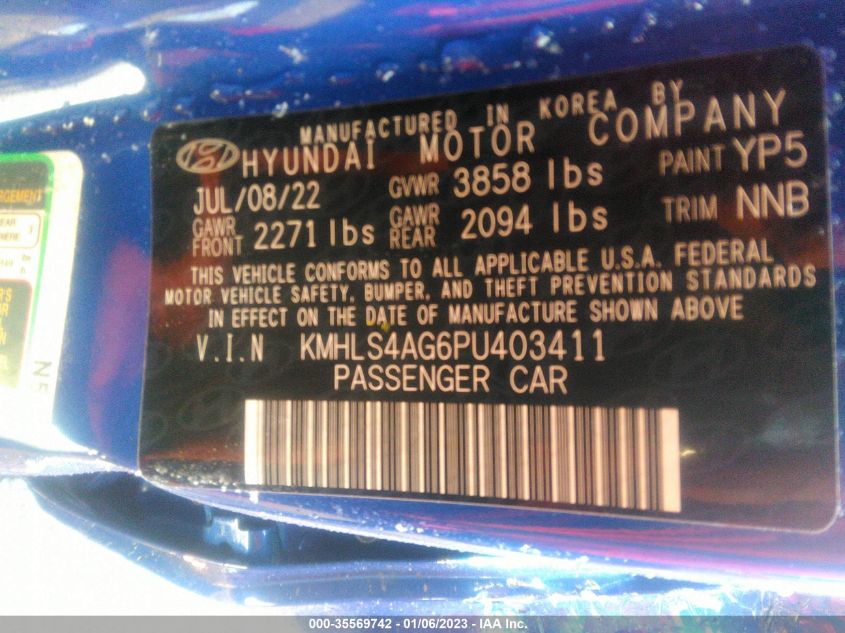 MANUFACTURED IN KOREA BY
HYUNDAI MOTOR COMPANY
JUL/08/22 GVWR 3858 lbs PAINT YP5
GAWR FRONT 2271 lbs GAWR REAR 2094 lbs TRIM NNB
THIS VEHICLE CONFORMS TO ALL APPLICABLE U.S.A. FEDERAL
MOTOR VEHICLE SAFETY, BUMPER, AND THEFT PREVENTION STANDARDS
IN EFFECT ON THE DATE OF MANUFACTURE SHOWN ABOVE
V.I.N KMHLS4AG6PU403411
PASSENGER CAR
N5
000-35569742 - 01/06/2023 - IAA Inc.